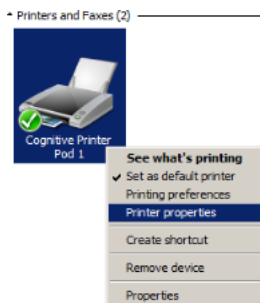 Printers and Faxes (2)
Cognitive Printer
Pod 1
See what's printing
Set as default printer
Printing preferences
Printer properties
Create shortcut
Remove device
Properties